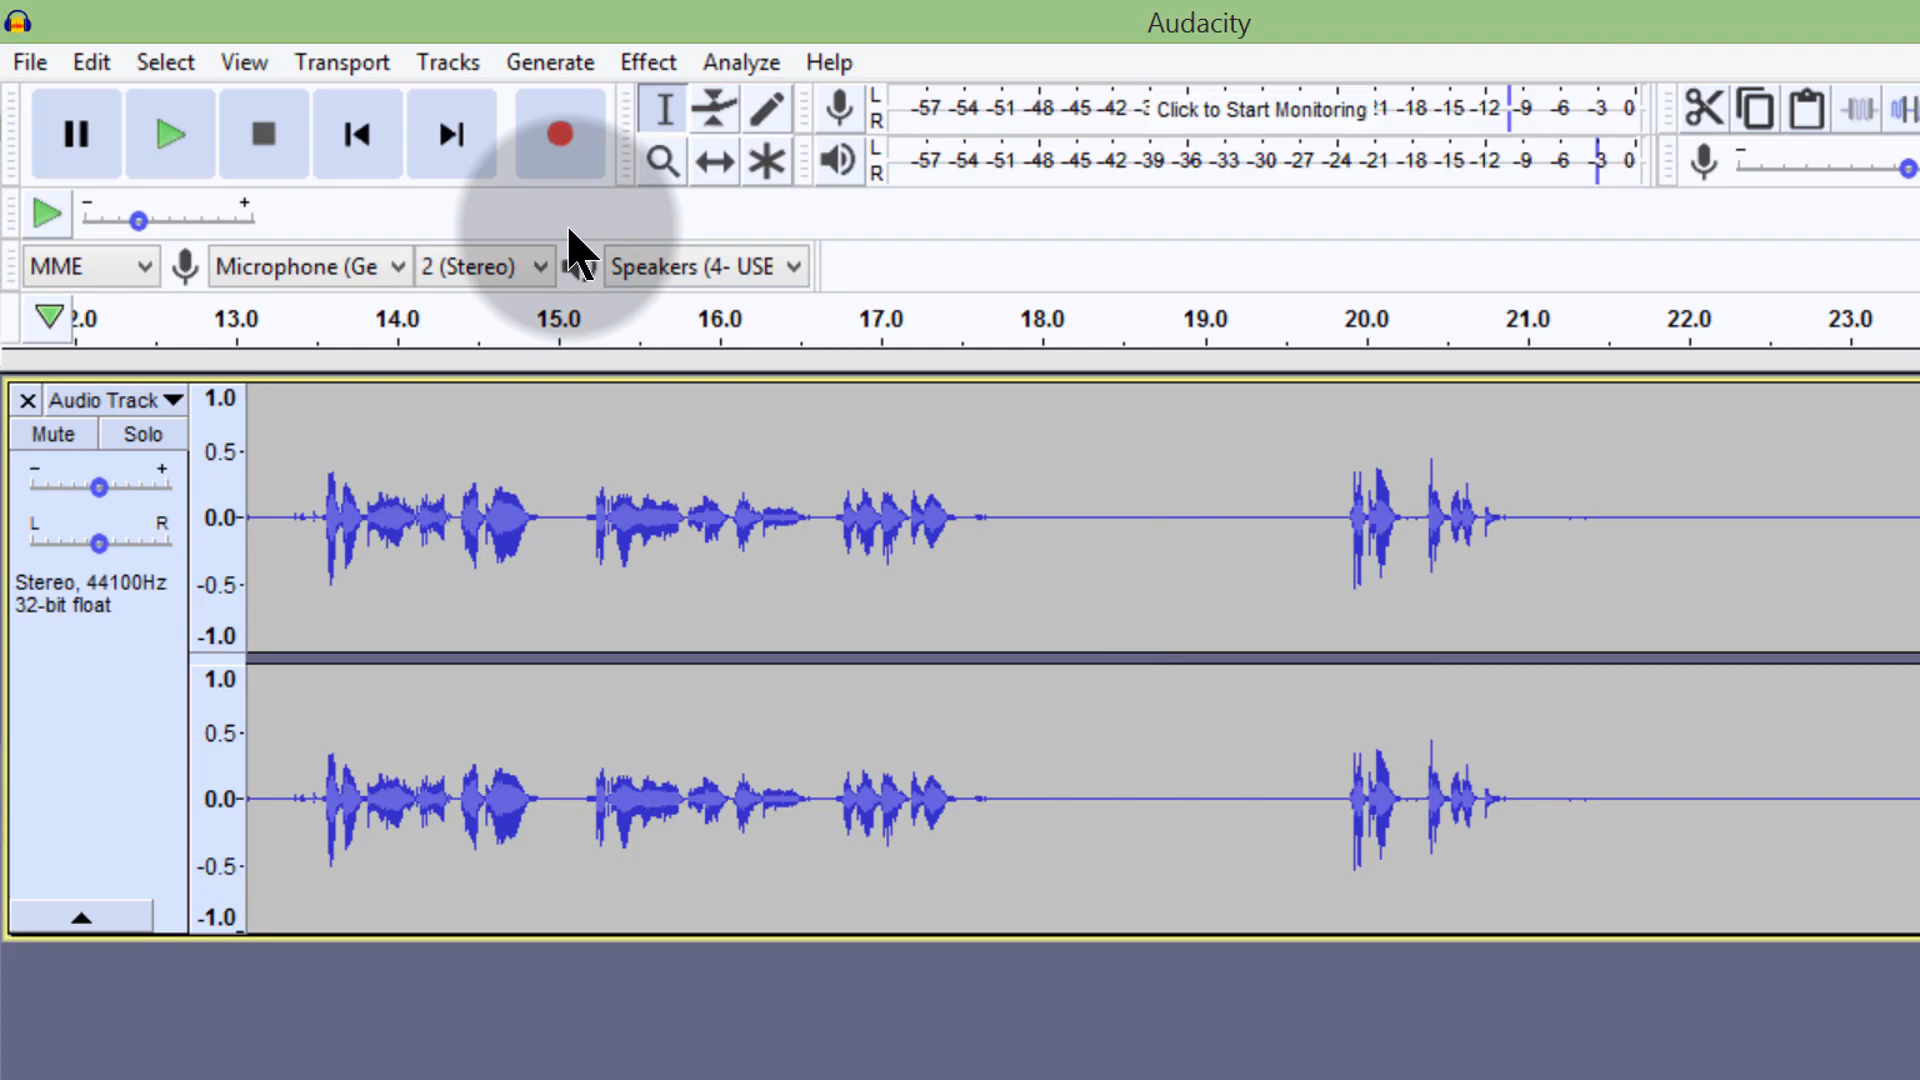 Audacity
File Edit Select View Transport Tracks Generate Effect Analyze Help
L
R
-57 -54 -51 -48 -45 -42 Click to Start Monitoring -18 -15 -12 -9 -6 -3 0
L
R
-57 -54 -51 -48 -45 -42 -39 -36 -33 -30 -27 -24 -21 -18 -15 -12 -9 -6 -3 0
- +
- +
MME Microphone (Ge 2 (Stereo) Speakers (4- USE
2.0 13.0 14.0 15.0 16.0 17.0 18.0 19.0 20.0 21.0 22.0 23.0
X Audio Track 1.0
Mute Solo
0.5
- +
0.0
L R
Stereo, 44100Hz
-0.5
32-bit float
-1.0
1.0
0.5
0.0
-0.5
-1.0